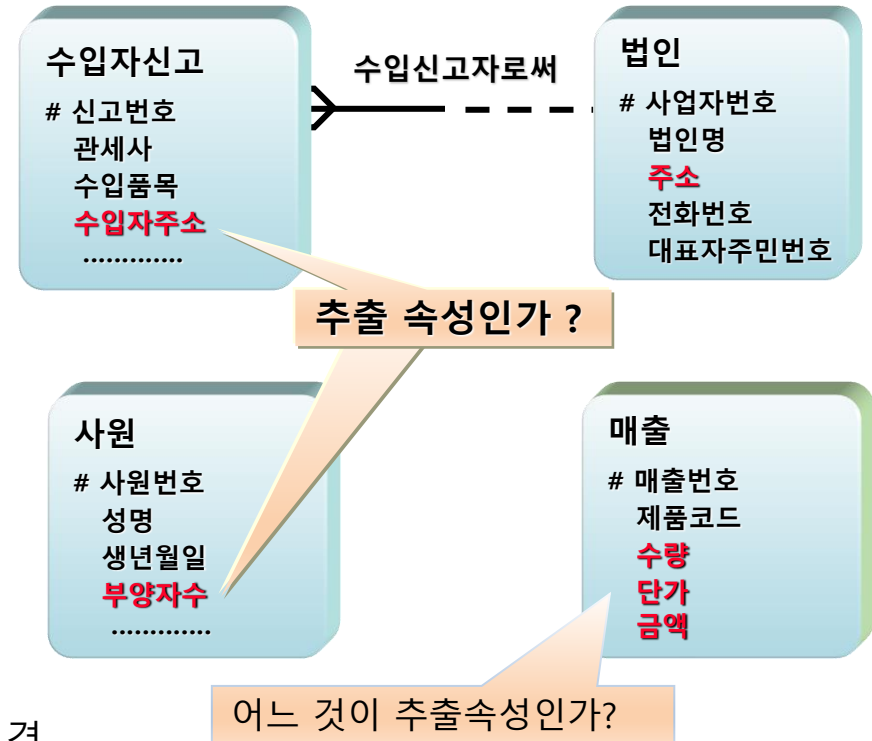 수입자신고
# 신고번호
관세사
수입품목
수입자주소
.............
수입신고자로써
법인
# 사업자번호
법인명
주소
전화번호
대표자주민번호
추출 속성인가 ?
사원
# 사원번호
성명
생년월일
부양자수
.............
매출
# 매출번호
제품코드
수량
단가
금액
어느 것이 추출속성인가?